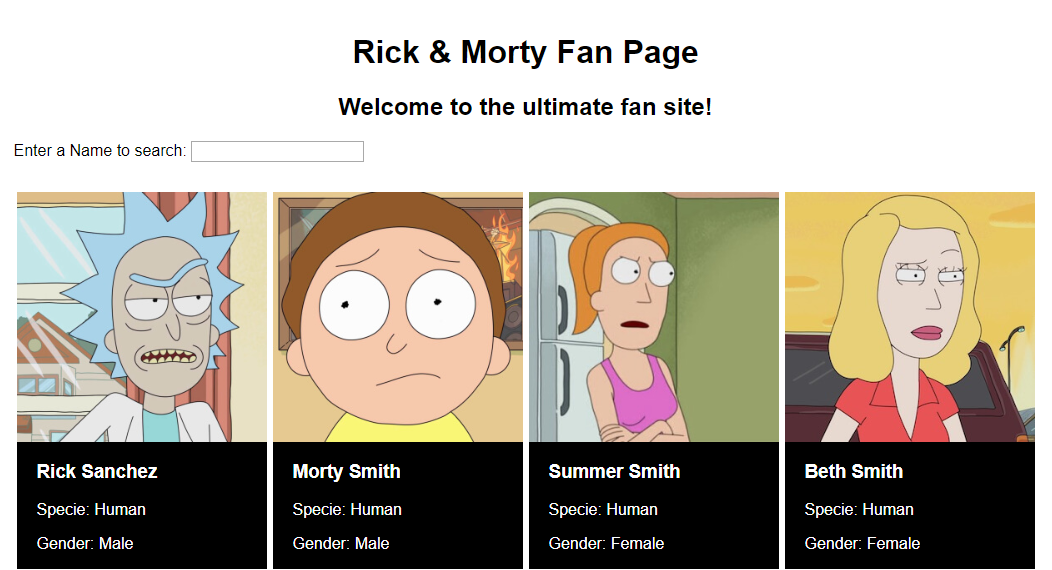 Rick & Morty Fan Page
Welcome to the ultimate fan site!
Enter a Name to search:
Rick Sanchez
Specie: Human
Gender: Male
Morty Smith
Specie: Human
Gender: Male
Summer Smith
Specie: Human
Gender: Female
Beth Smith
Specie: Human
Gender: Female